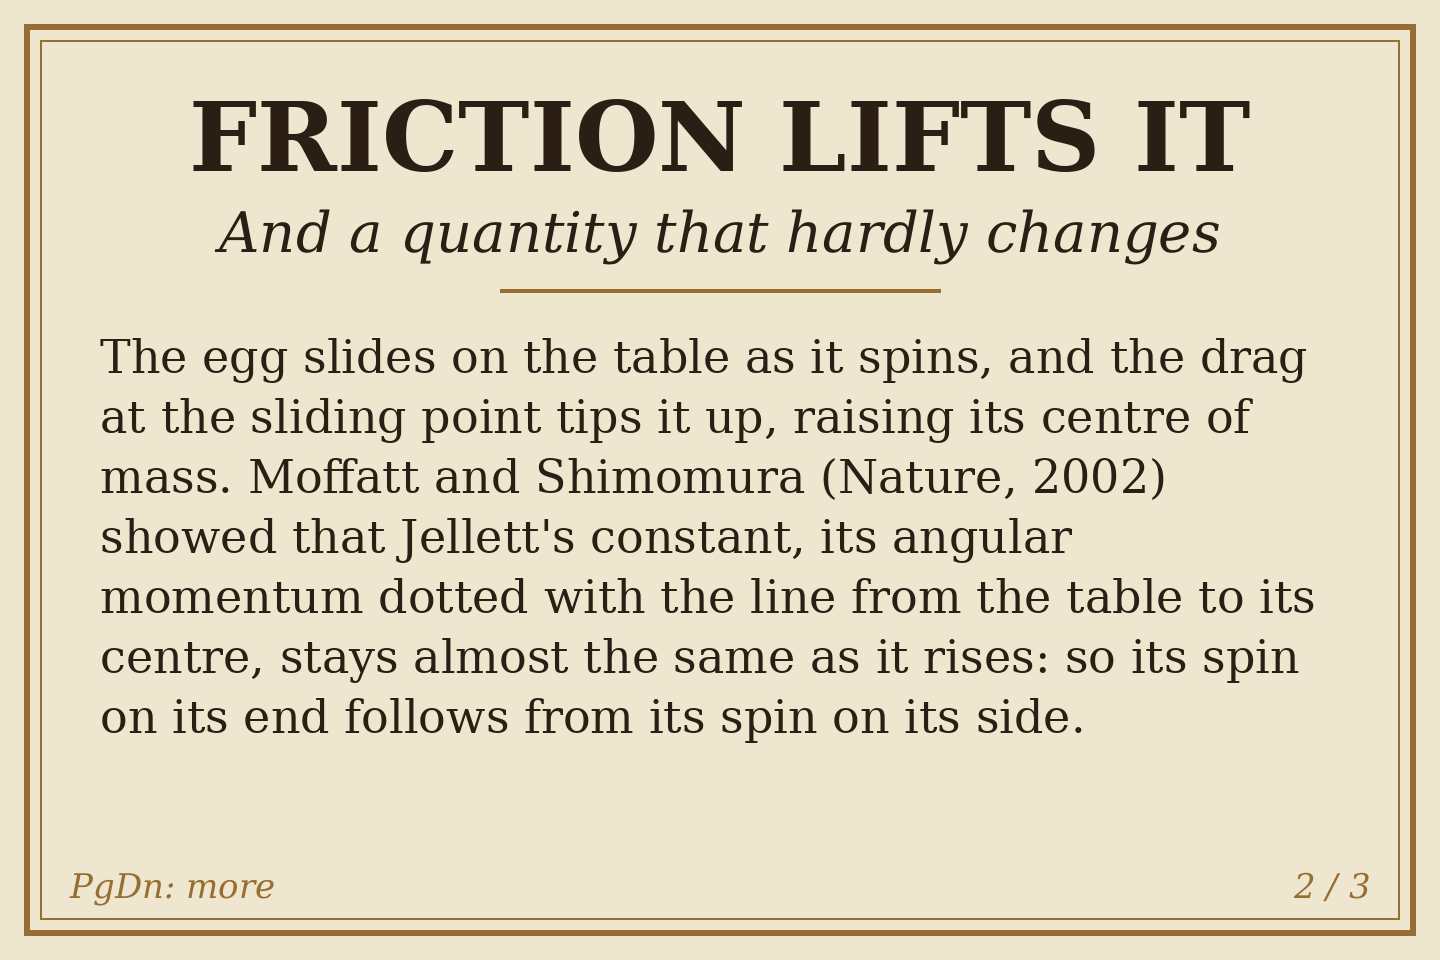 FRICTION LIFTS IT
And a quantity that hardly changes
The egg slides on the table as it spins, and the drag
at the sliding point tips it up, raising its centre of
mass. Moffatt and Shimomura (Nature, 2002)
showed that Jellett's constant, its angular
momentum dotted with the line from the table to its
centre, stays almost the same as it rises: so its spin
on its end follows from its spin on its side.
PgDn: more
2 / 3